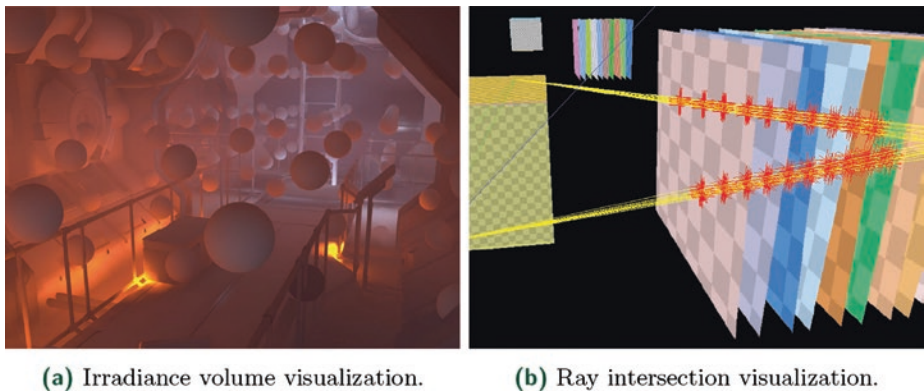 (a) Irradiance volume visualization.
(b) Ray intersection visualization.